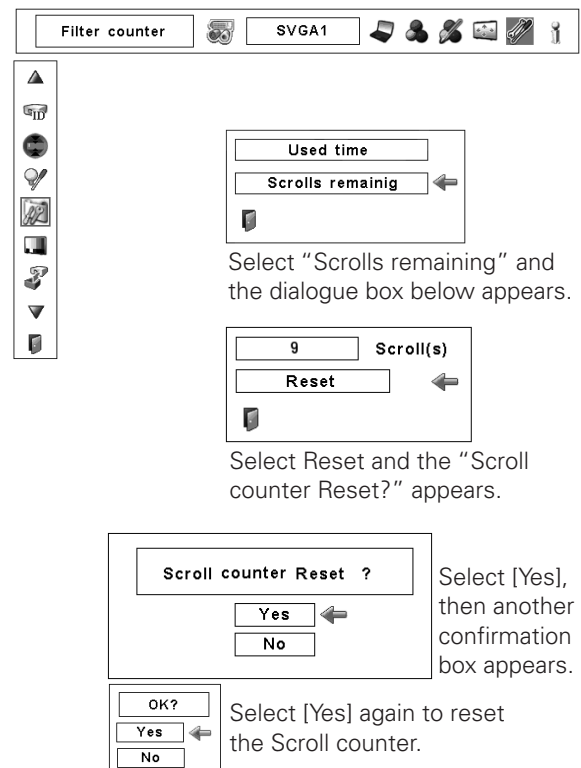 Filter counter
SVGA1
ID
Used time
Scrolls remainig
Select “Scrolls remaining” and
the dialogue box below appears.
9 Scroll(s)
Reset
Select Reset and the “Scroll
counter Reset?” appears.
Scroll counter Reset ?
Yes
No
Select [Yes],
then another
confirmation
box appears.
OK?
Yes
No
Select [Yes] again to reset
the Scroll counter.